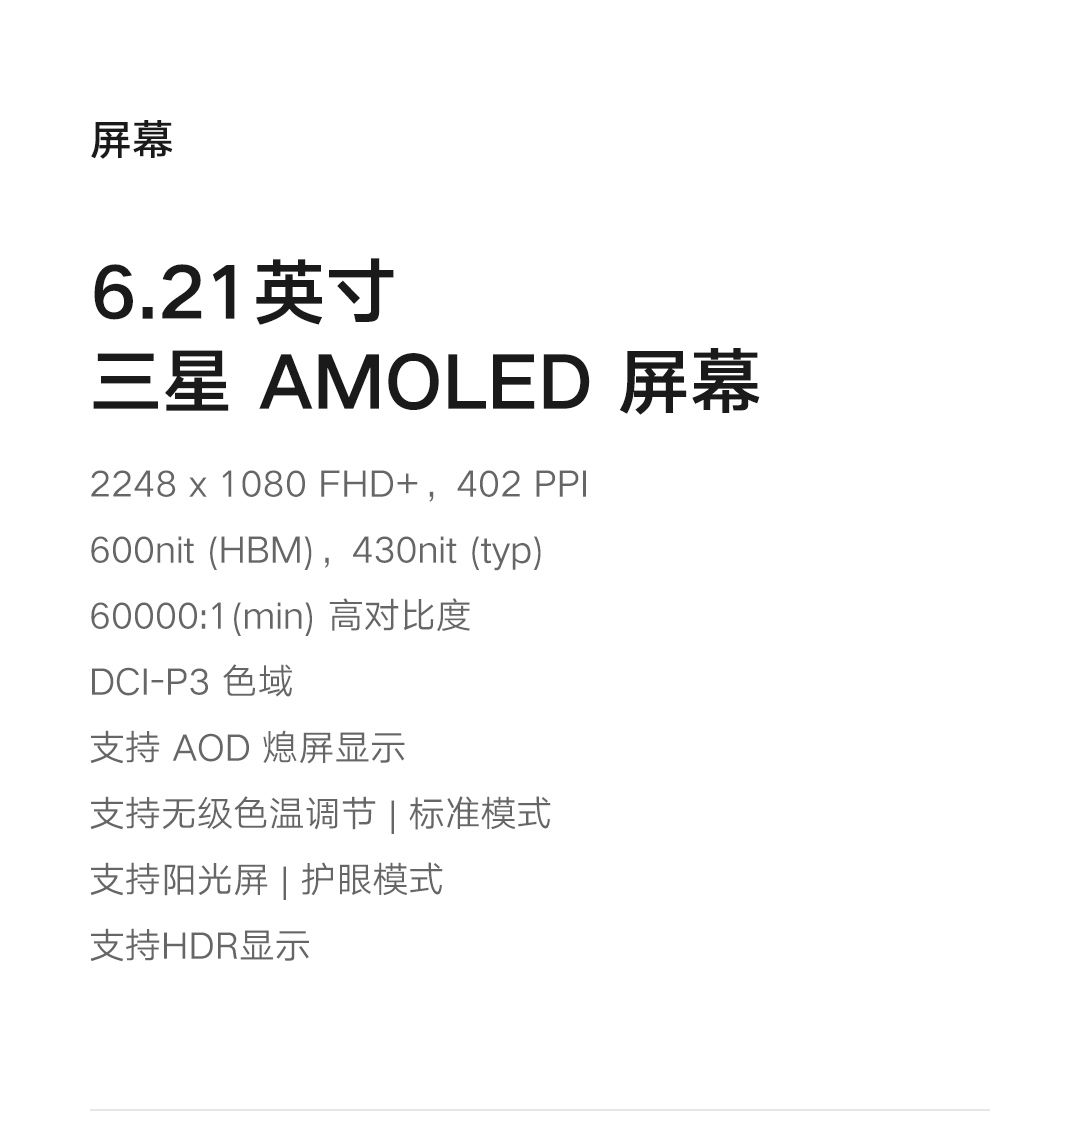 屏幕
6.21英寸
三星 AMOLED 屏幕
2248 x 1080 FHD+，402 PPI
600nit (HBM)，430nit (typ)
60000:1(min) 高对比度
DCI-P3 色域
支持 AOD 熄屏显示
支持无级色温调节 | 标准模式
支持阳光屏 | 护眼模式
支持HDR显示